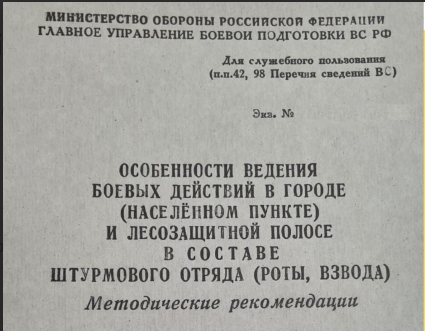 МИНИСТЕРСТВО ОБОРОНЫ РОССИЙСКОЙ ФЕДЕРАЦИИ
ГЛАВНОЕ УПРАВЛЕНИЕ БОЕВОЙ ПОДГОТОВКИ ВС РФ
Для служебного пользования
(п.п.42, 98 Перечня сведений ВС)
Экз. №
ОСОБЕННОСТИ ВЕДЕНИЯ
БОЕВЫХ ДЕЙСТВИЙ В ГОРОДЕ
(НАСЕЛЁННОМ ПУНКТЕ)
И ЛЕСОЗАЩИТНОЙ ПОЛОСЕ
В СОСТАВЕ
ШТУРМОВОГО ОТРЯДА (РОТЫ, ВЗВОДА)
Методические рекомендации